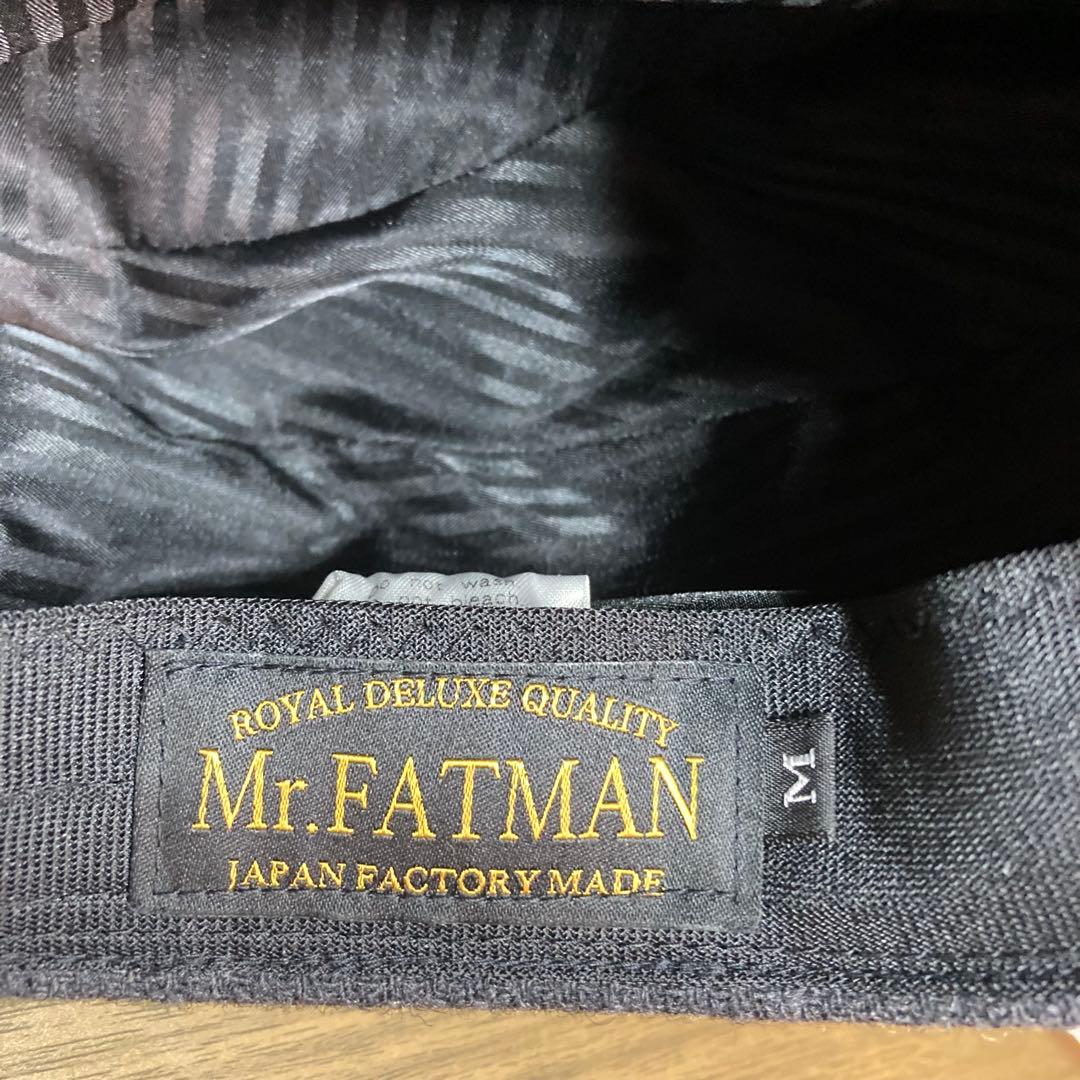 not wash
not bleach
ROYAL DELUXE QUALITY
Mr.FATMAN
JAPAN FACTORY MADE
M